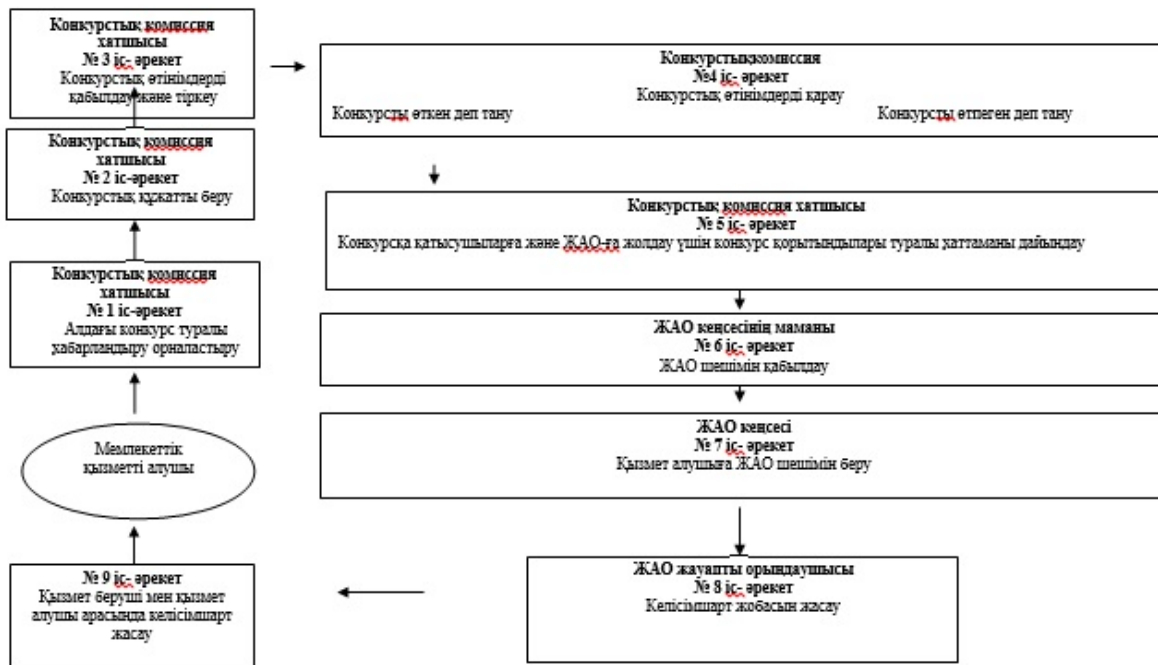 Конкурстық комиссия
хатшысы
№ 3 іс- әрекет
Конкурстық өтінімдерді
қабылдау және тіркеу
Конкурстықкомиссия
№4 іс- әрекет
Конкурстық өтінімдерді қарау
Конкурсты өткен деп тану
Конкурсты өтпеген деп тану
Конкурстық комиссия
хатшысы
№ 2 іс-әрекет
Конкурстық құжатты беру
Конкурстық комиссия хатшысы
№ 5 іс- әрекет
Конкурсқа қатысушыларға және ЖАО-ға жолдау үшін конкурс қорытындылары туралы хаттаманы дайындау
Конкурстық комиссия
хатшысы
№ 1 іс-әрекет
Алдағы конкурс туралы
хабарландыру орналастыру
ЖАО кеңсесінің маманы
№ 6 іс- әрекет
ЖАО шешімін қабылдау
ЖАО кеңсесі
№ 7 іс- әрекет
Қызмет алушыға ЖАО шешімін беру
Мемлекеттік
қызметті алушы
ЖАО жауапты орындаушысы
№ 8 іс- әрекет
Келісімшарт жобасын жасау
№ 9 іс- әрекет
Қызмет беруші мен қызмет
алушы арасында келісімшарт
жасау